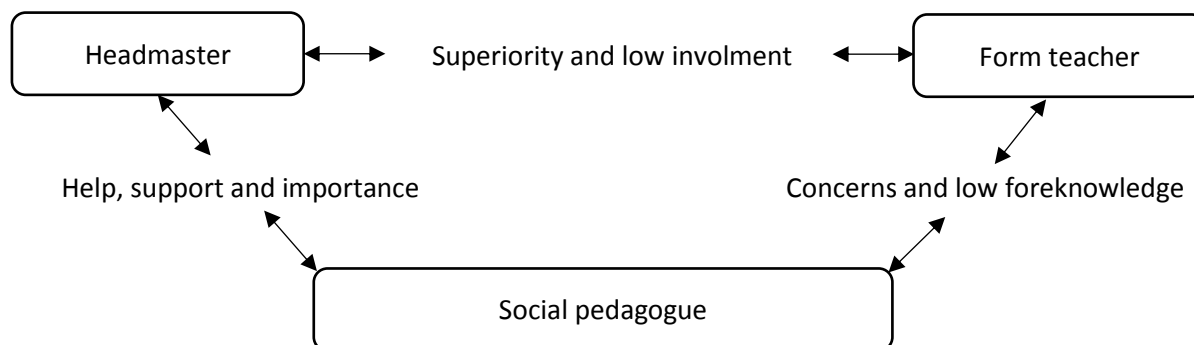 Headmaster
Superiority and low involment
Form teacher
Help, support and importance
Concerns and low foreknowledge
Social pedagogue